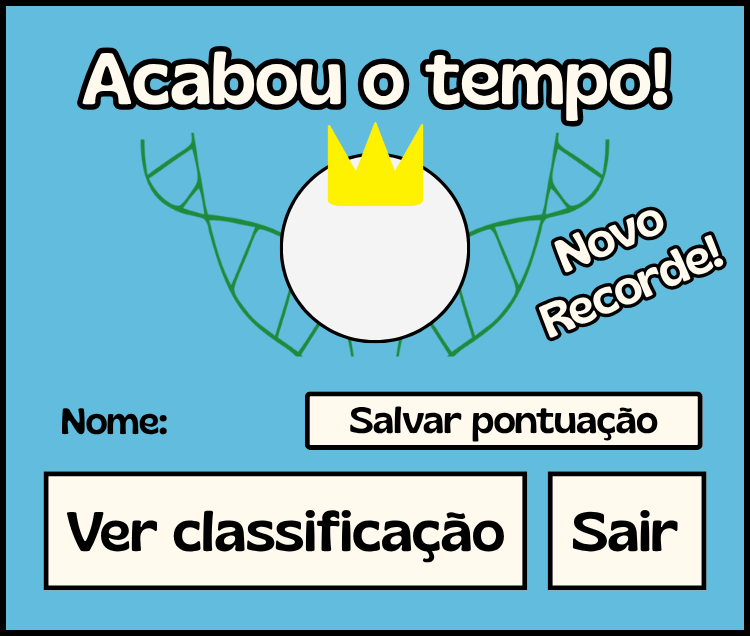 Acabou o tempo!
Novo
Recorde!
Nome:
Salvar pontuação
Ver classificação
Sair